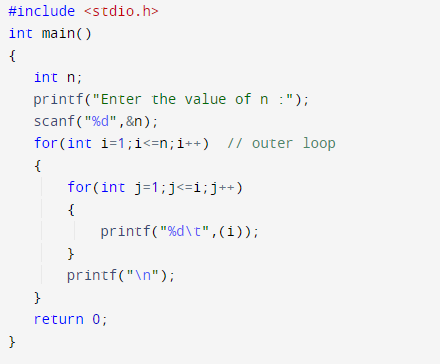 #include <stdio.h>
int main()
{
int n;
printf("Enter the value of n :");
scanf("%d",&n);
for(int i=1;i<=n;i++)  // outer loop
{
for(int j=1;j<=i;j++)
{
printf("%d\t",(i));
}
printf("\n");
}
return 0;
}